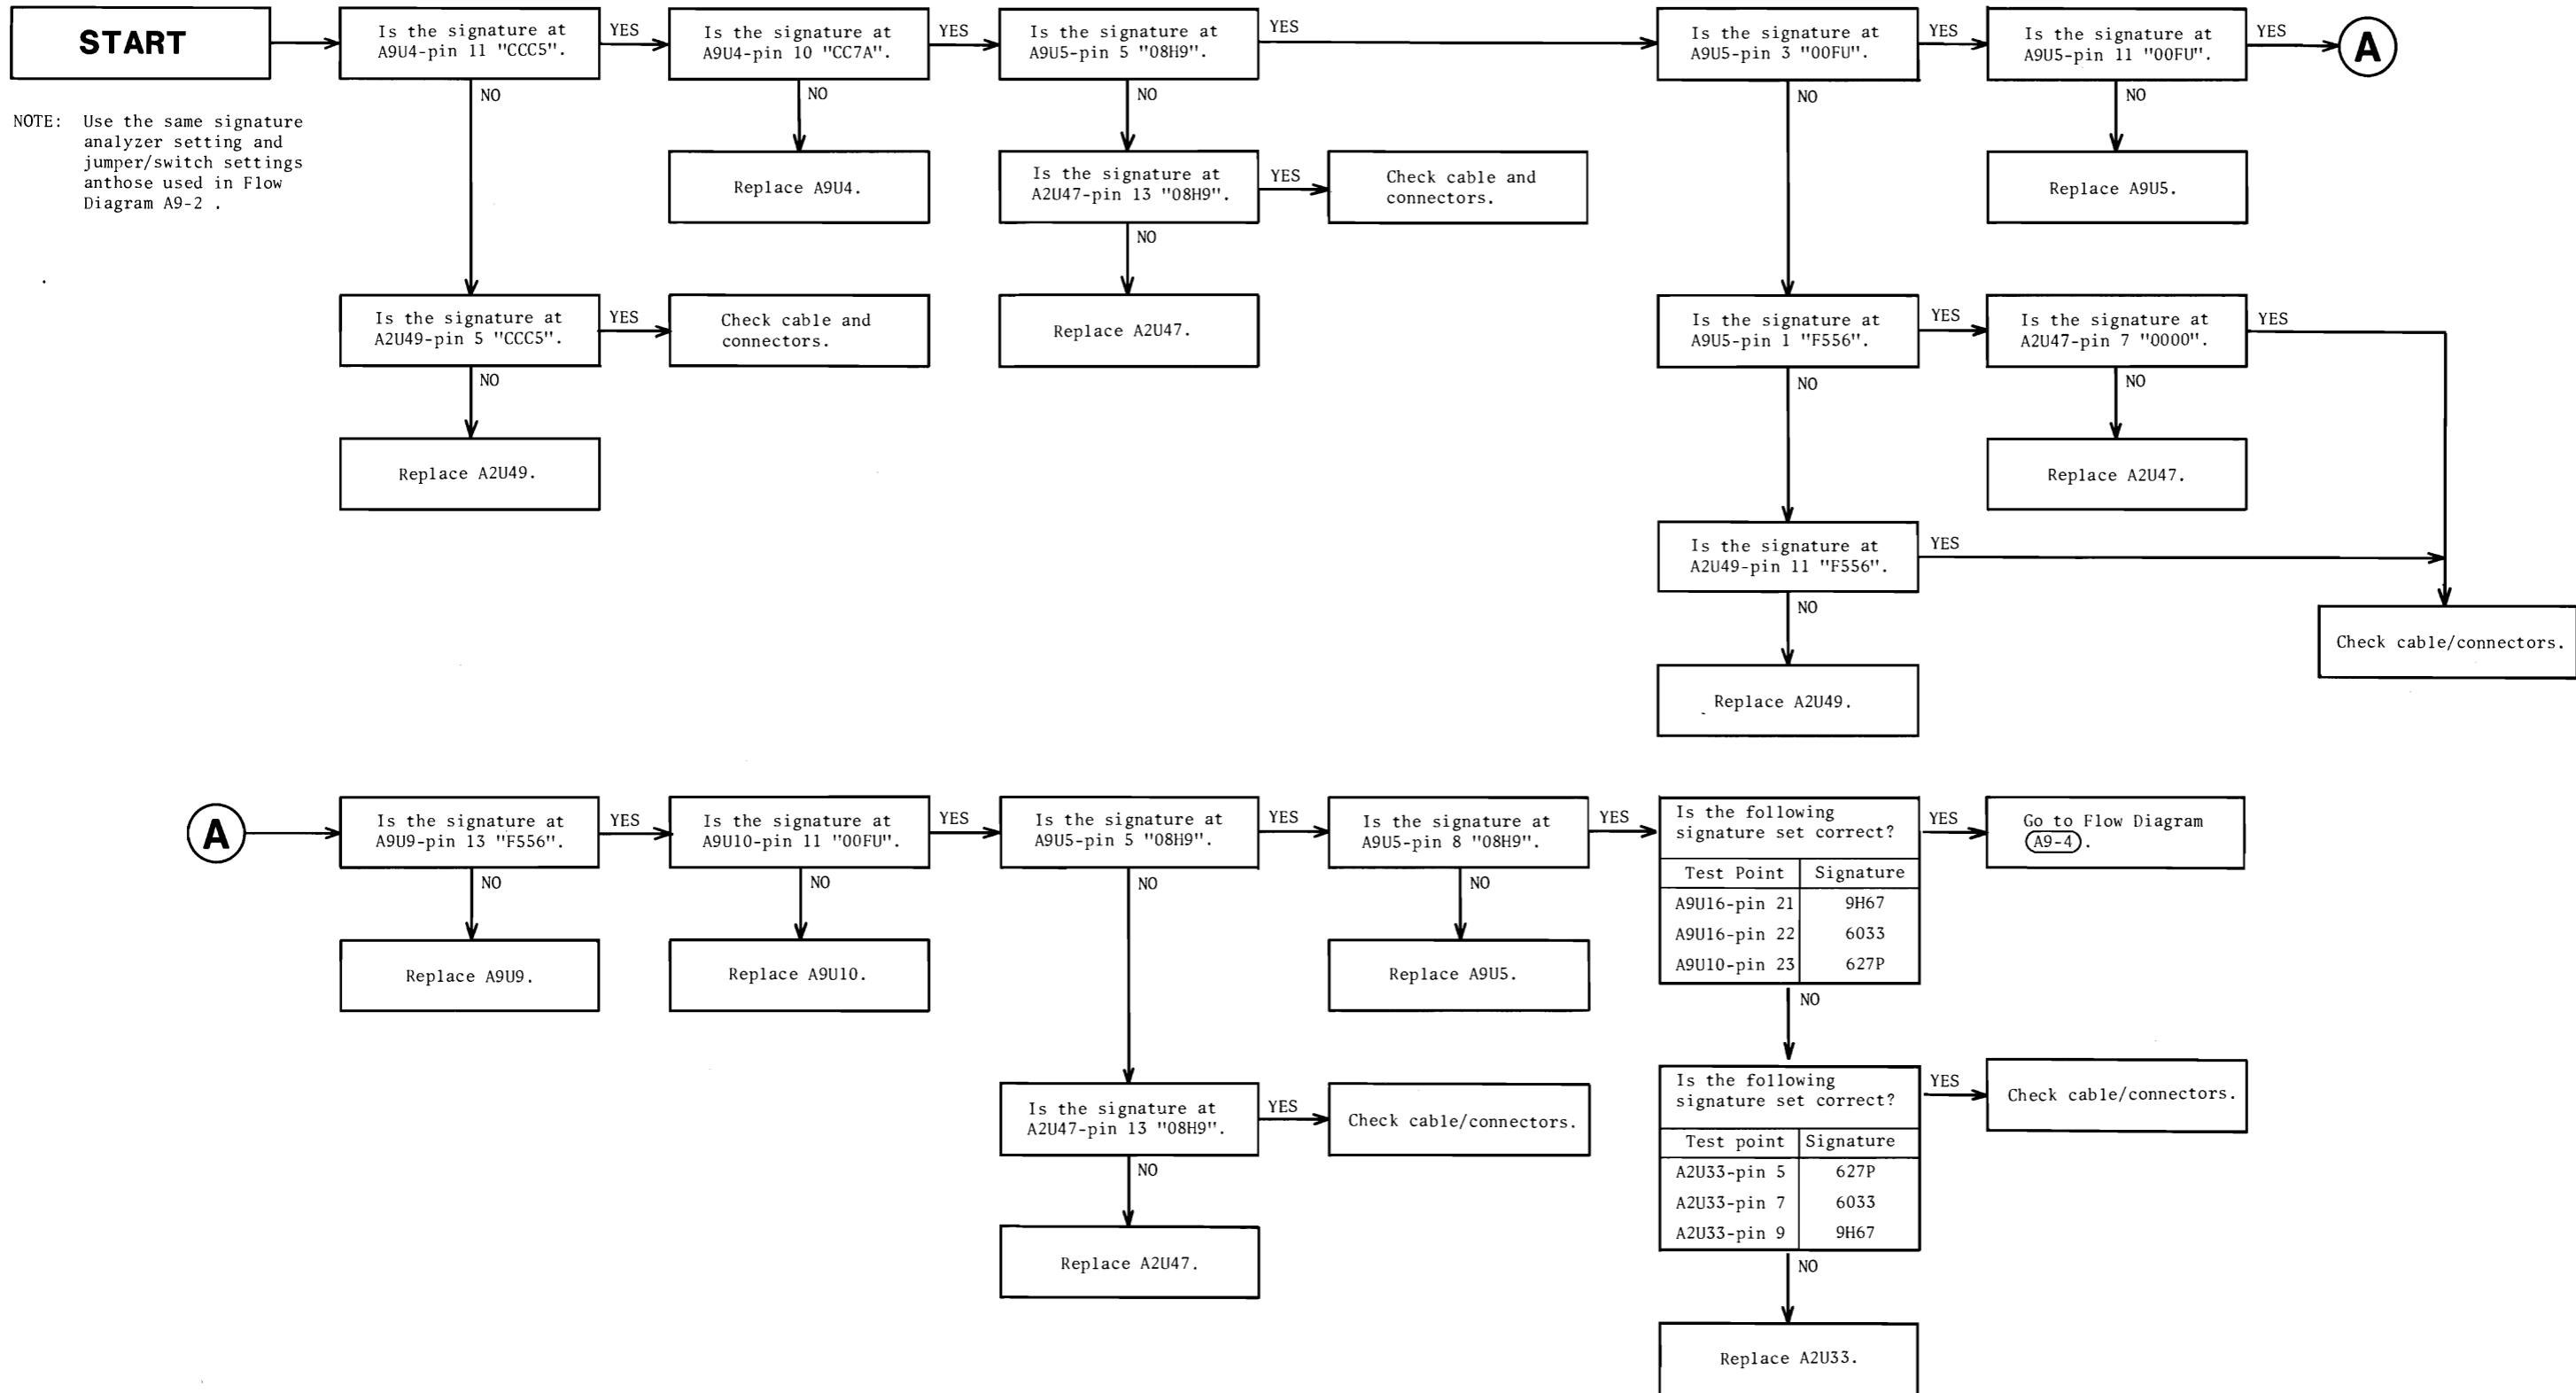 START
Is the signature at
A9U4-pin 11 "CCC5".
YES
Is the signature at
A9U4-pin 10 "CC7A".
YES
Is the signature at
A9U5-pin 5 "08H9".
YES
Is the signature at
A9U5-pin 3 "00FU".
YES
Is the signature at
A9U5-pin 11 "00FU".
YES
A
NO
NO
NO
NO
NO
NOTE: Use the same signature
analyzer setting and
jumper/switch settings
anthose used in Flow
Diagram A9-2 .
Replace A9U4.
Is the signature at
A2U47-pin 13 "08H9".
YES
Check cable and
connectors.
Replace A9U5.
NO
Is the signature at
A2U49-pin 5 "CCC5".
YES
Check cable and
connectors.
Replace A2U47.
Is the signature at
A9U5-pin 1 "F556".
YES
Is the signature at
A2U47-pin 7 "0000".
YES
NO
NO
NO
Replace A2U49.
Replace A2U47.
Is the signature at
A2U49-pin 11 "F556".
YES
NO
Check cable/connectors.
Replace A2U49.
A
Is the signature at
A9U9-pin 13 "F556".
YES
Is the signature at
A9U10-pin 11 "00FU".
YES
Is the signature at
A9U5-pin 5 "08H9".
YES
Is the signature at
A9U5-pin 8 "08H9".
YES
Is the following
signature set correct?
YES
Go to Flow Diagram
A9-4 .
NO
NO
NO
NO
Test Point Signature
A9U16-pin 21 9H67
A9U16-pin 22 6033
A9U10-pin 23 627P
Replace A9U9.
Replace A9U10.
Replace A9U5.
NO
Is the signature at
A2U47-pin 13 "08H9".
YES
Check cable/connectors.
Is the following
signature set correct?
YES
Check cable/connectors.
Test point Signature
A2U33-pin 5 627P
A2U33-pin 7 6033
A2U33-pin 9 9H67
NO
Replace A2U47.
NO
Replace A2U33.